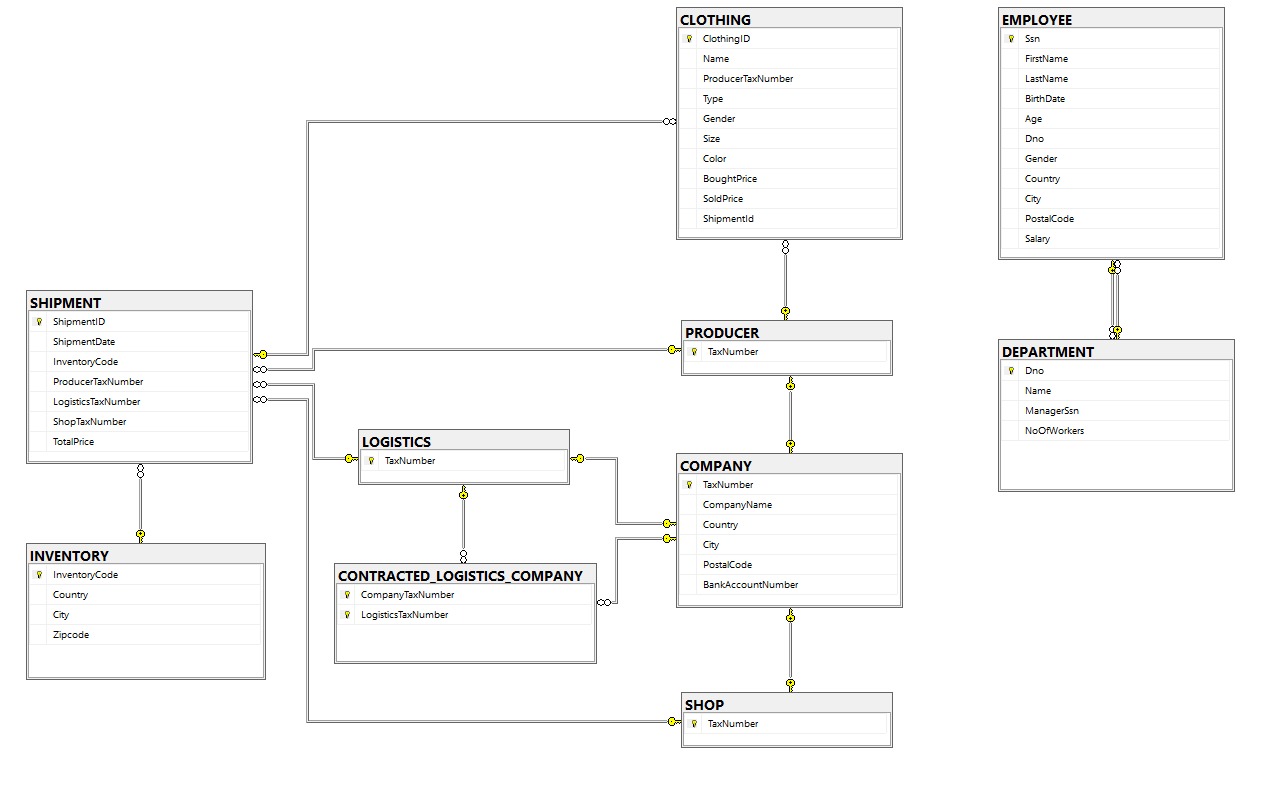 CLOTHING
ClothingID
Name
ProducerTaxNumber
Type
Gender
Size
Color
BoughtPrice
SoldPrice
ShipmentId
EMPLOYEE
Ssn
FirstName
LastName
BirthDate
Age
Dno
Gender
Country
City
PostalCode
Salary
SHIPMENT
ShipmentID
ShipmentDate
InventoryCode
ProducerTaxNumber
LogisticsTaxNumber
ShopTaxNumber
TotalPrice
PRODUCER
TaxNumber
DEPARTMENT
Dno
Name
ManagerSsn
NoOfWorkers
LOGISTICS
TaxNumber
COMPANY
TaxNumber
CompanyName
Country
City
PostalCode
BankAccountNumber
INVENTORY
InventoryCode
Country
City
Zipcode
CONTRACTED_LOGISTICS_COMPANY
CompanyTaxNumber
LogisticsTaxNumber
SHOP
TaxNumber